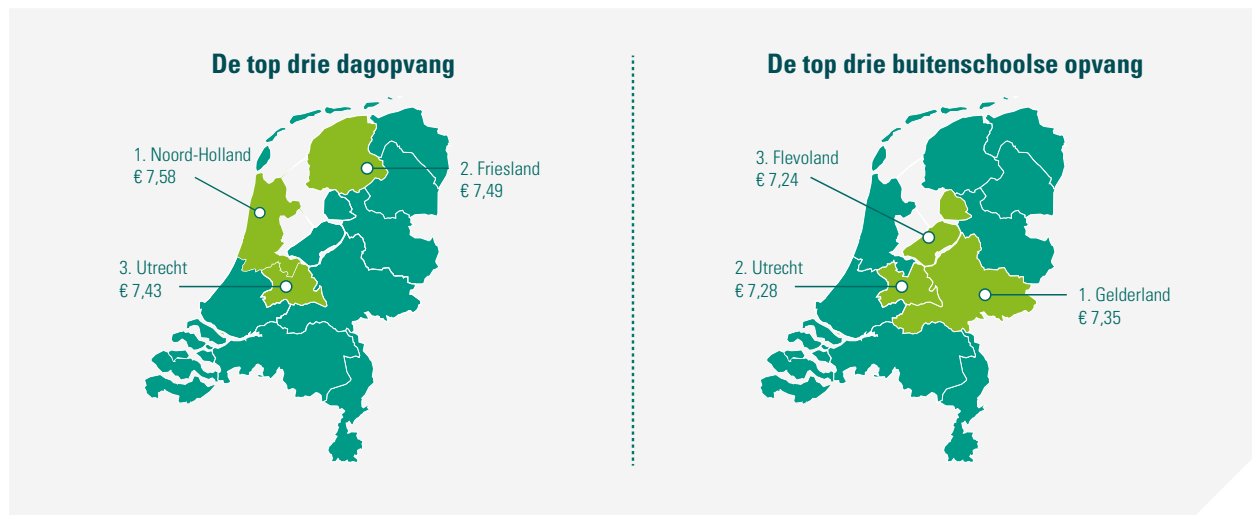 De top drie dagopvang
1. Noord-Holland
€ 7,58
2. Friesland
€ 7,49
3. Utrecht
€ 7,43
De top drie buitenschoolse opvang
3. Flevoland
€ 7,24
2. Utrecht
€ 7,28
1. Gelderland
€ 7,35